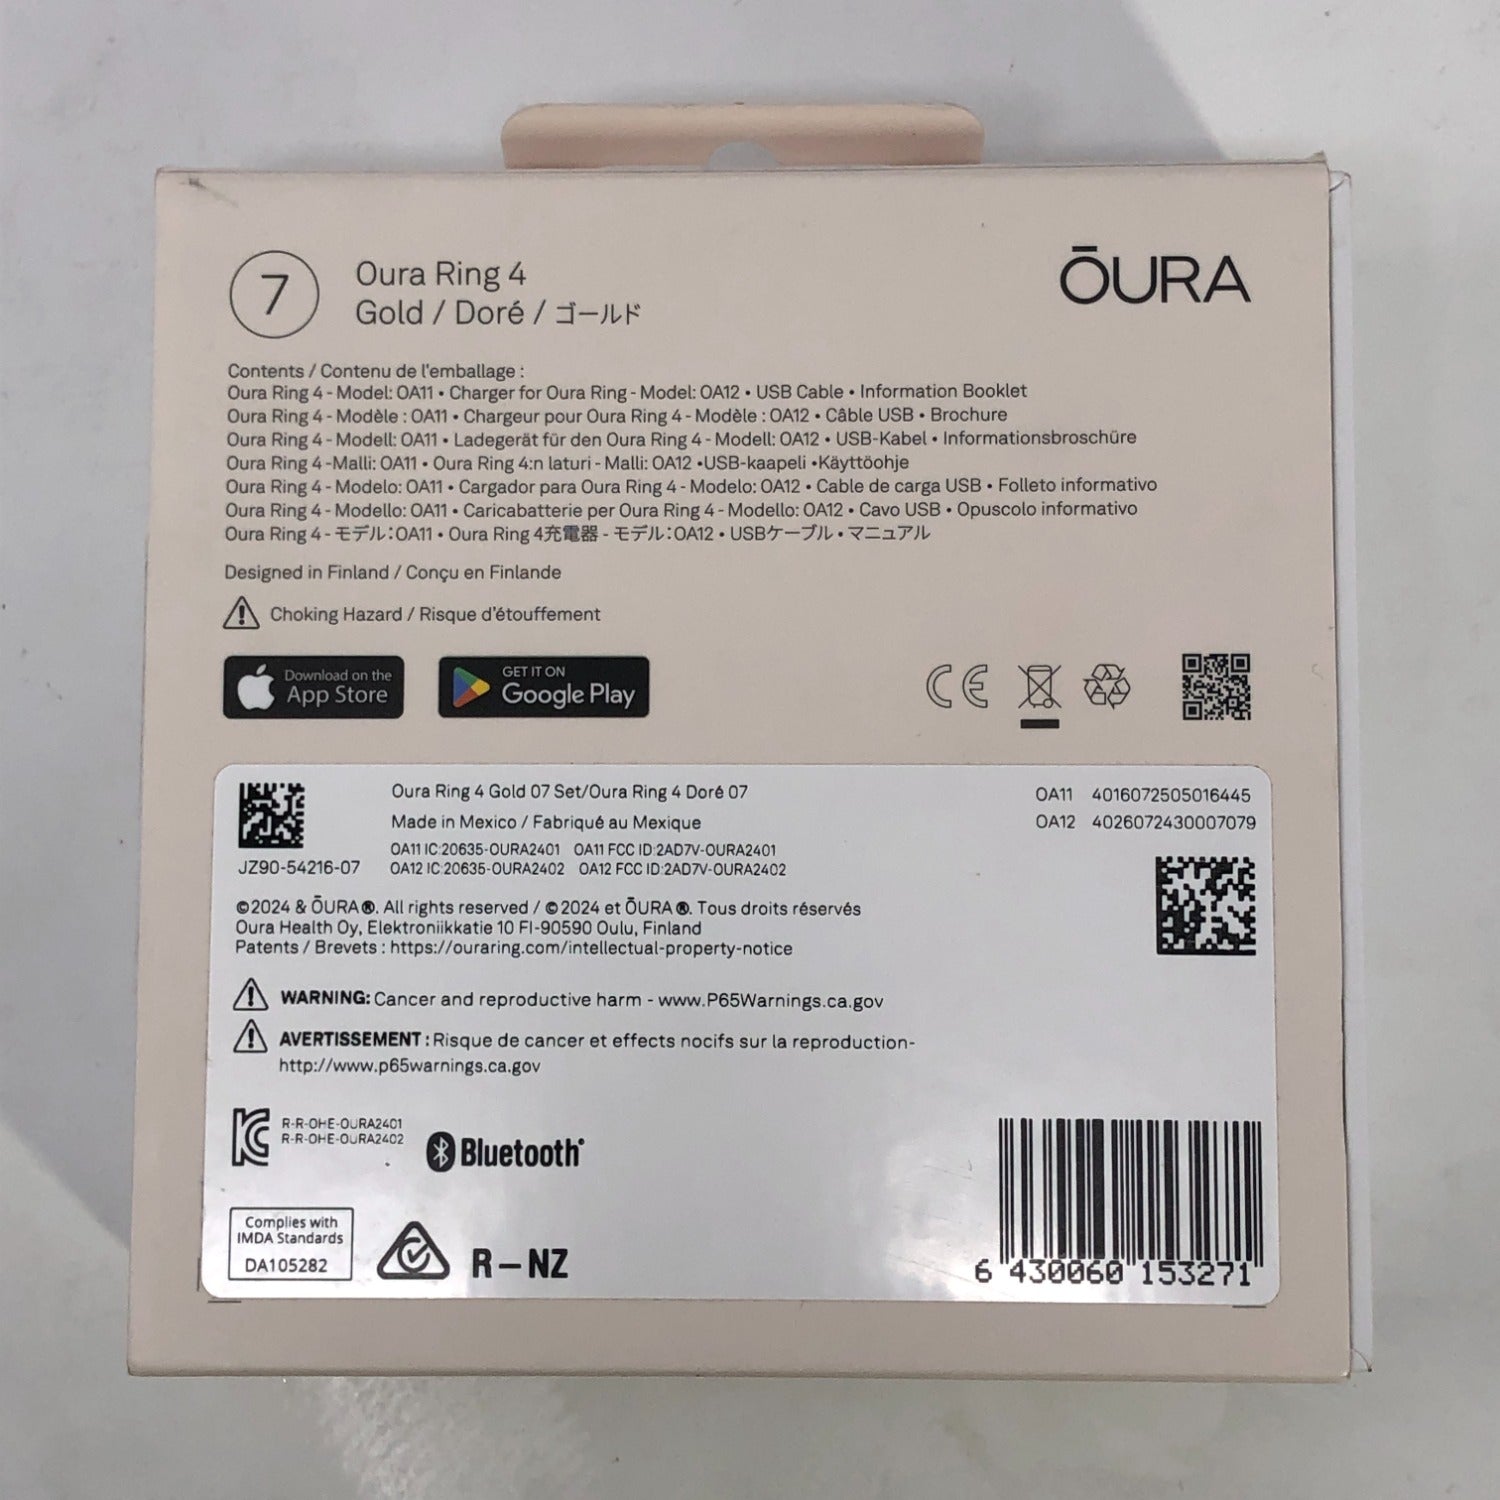 7
Oura Ring 4
Gold / Doré / ゴールド
ŌURA
Contents / Contenu de l'emballage :
Oura Ring 4 - Model: OA11 • Charger for Oura Ring - Model: OA12 • USB Cable • Information Booklet
Oura Ring 4 - Modèle : OA11 • Chargeur pour Oura Ring 4 - Modèle : OA12 • Câble USB • Brochure
Oura Ring 4 - Modell: OA11 • Ladegerät für den Oura Ring 4 - Modell: OA12 • USB-Kabel • Informationsbroschüre
Oura Ring 4 -Malli: OA11 • Oura Ring 4:n laturi - Malli: OA12 •USB-kaapeli •Käyttöohje
Oura Ring 4 - Modelo: OA11 • Cargador para Oura Ring 4 - Modelo: OA12 • Cable de carga USB • Folleto informativo
Oura Ring 4 - Modello: OA11 • Caricabatterie per Oura Ring 4 - Modello: OA12 • Cavo USB • Opuscolo informativo
Oura Ring 4 - モデル：OA11 • Oura Ring 4充電器 - モデル：OA12 • USBケーブル • マニュアル
Designed in Finland / Conçu en Finlande
Choking Hazard / Risque d'étouffement
Download on the
App Store
GET IT ON
Google Play
CE
JZ90-54216-07
Oura Ring 4 Gold 07 Set/Oura Ring 4 Doré 07
Made in Mexico / Fabriqué au Mexique
OA11 IC:20635-OURA2401 OA11 FCC ID:2AD7V-OURA2401
OA12 IC:20635-OURA2402 OA12 FCC ID:2AD7V-OURA2402
OA11 4016072505016445
OA12 4026072430007079
©2024 & ŌURA®. All rights reserved / ©2024 et ŌURA®. Tous droits réservés
Oura Health Oy, Elektroniikkatie 10 FI-90590 Oulu, Finland
Patents / Brevets : https://ouraring.com/intellectual-property-notice
WARNING: Cancer and reproductive harm - www.P65Warnings.ca.gov
AVERTISSEMENT : Risque de cancer et effects nocifs sur la reproduction-
http://www.p65warnings.ca.gov
R-R-OHE-OURA2401
R-R-OHE-OURA2402
Bluetooth®
Complies with
IMDA Standards
DA105282
R-NZ
6 430060 153271